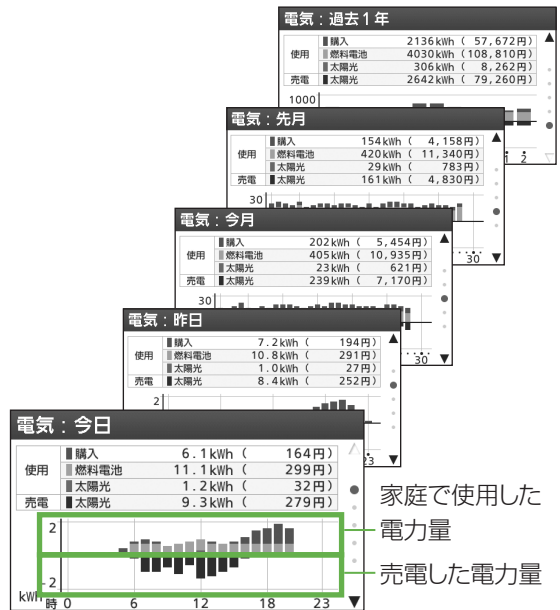 電気：過去1年
購入 2136kWh ( 57,672円)
使用 燃料電池 4030kWh (108,810円)
太陽光 306kWh ( 8,262円)
売電 太陽光 2642kWh ( 79,260円)
1000
1 2
電気：先月
購入 154kWh ( 4,158円)
使用 燃料電池 420kWh ( 11,340円)
太陽光 29kWh ( 783円)
売電 太陽光 161kWh ( 4,830円)
30
30
電気：今月
購入 202kWh ( 5,454円)
使用 燃料電池 405kWh ( 10,935円)
太陽光 23kWh ( 621円)
売電 太陽光 239kWh ( 7,170円)
30
30
電気：昨日
購入 7.2kWh ( 194円)
使用 燃料電池 10.8kWh ( 291円)
太陽光 1.0kWh ( 27円)
売電 太陽光 8.4kWh ( 252円)
2
23
電気：今日
購入 6.1kWh ( 164円)
使用 燃料電池 11.1kWh ( 299円)
太陽光 1.2kWh ( 32円)
売電 太陽光 9.3kWh ( 279円)
2
2
kWh
時 0 6 12 18 23
家庭で使用した
電力量
売電した電力量